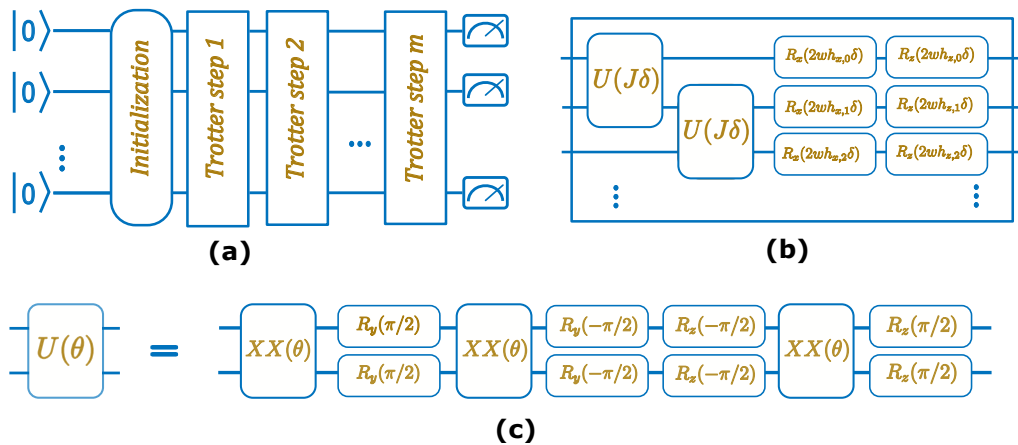 |0⟩
|0⟩
|0⟩
Initialization
Trotter step 1
Trotter step 2
...
Trotter step m
(a)
U(Jδ)
U(Jδ)
R_x(2wh_{x,0}δ) R_z(2wh_{z,0}δ)
R_x(2wh_{x,1}δ) R_z(2wh_{z,1}δ)
R_x(2wh_{x,2}δ) R_z(2wh_{z,2}δ)
(b)
U(θ) = XX(θ) R_y(π/2) XX(θ) R_y(−π/2) R_z(−π/2) XX(θ) R_z(π/2)
R_y(π/2) R_y(−π/2) R_z(−π/2) R_z(π/2)
(c)